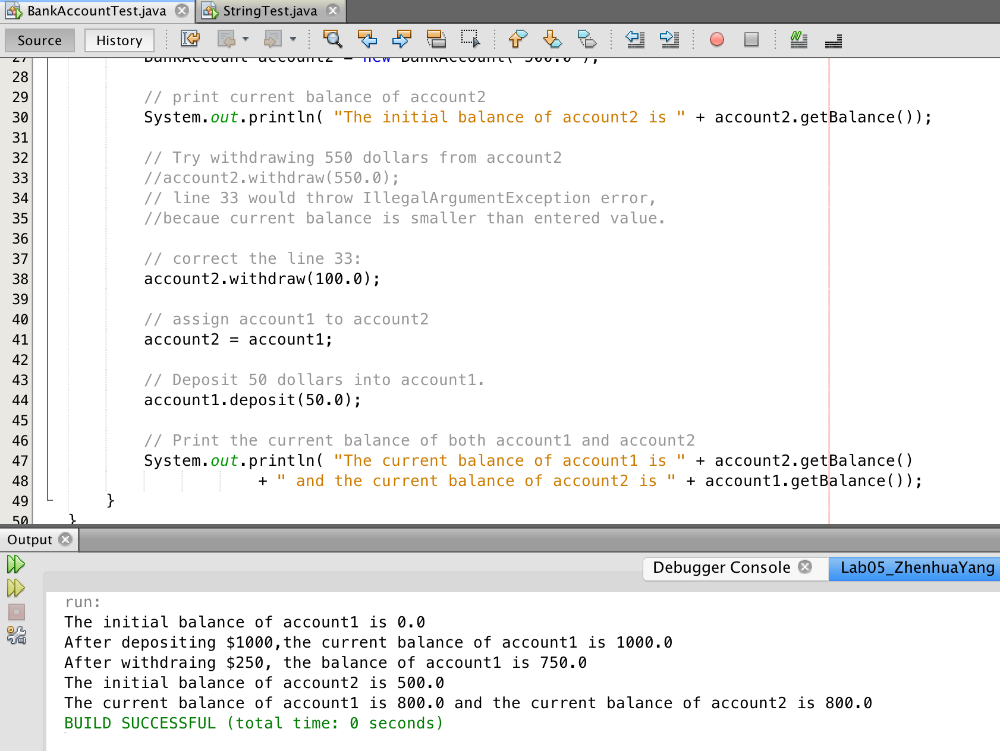 BankAccountTest.java StringTest.java
Source History
27 BankAccount account2 = new BankAccount( 500.0 );
28
29 // print current balance of account2
30 System.out.println( "The initial balance of account2 is " + account2.getBalance());
31
32 // Try withdrawing 550 dollars from account2
33 //account2.withdraw(550.0);
34 // line 33 would throw IllegalArgumentException error,
35 //becaue current balance is smaller than entered value.
36
37 // correct the line 33:
38 account2.withdraw(100.0);
39
40 // assign account1 to account2
41 account2 = account1;
42
43 // Deposit 50 dollars into account1.
44 account1.deposit(50.0);
45
46 // Print the current balance of both account1 and account2
47 System.out.println( "The current balance of account1 is " + account2.getBalance()
48 + " and the current balance of account2 is " + account1.getBalance());
49 }
50 }
Output
Debugger Console Lab05_ZhenhuaYang
run:
The initial balance of account1 is 0.0
After depositing $1000,the current balance of account1 is 1000.0
After withdraing $250, the balance of account1 is 750.0
The initial balance of account2 is 500.0
The current balance of account1 is 800.0 and the current balance of account2 is 800.0
BUILD SUCCESSFUL (total time: 0 seconds)